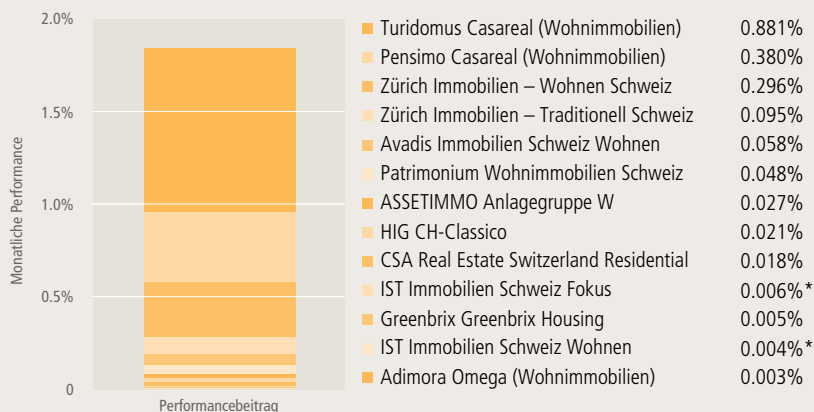 2.0%
1.5%
1.0%
0.5%
0
Monatliche Performance
Performancebeitrag
Turidomus Casareal (Wohnimmobilien) 0.881%
Pensimo Casareal (Wohnimmobilien) 0.380%
Zürich Immobilien – Wohnen Schweiz 0.296%
Zürich Immobilien – Traditionell Schweiz 0.095%
Avadis Immobilien Schweiz Wohnen 0.058%
Patrimonium Wohnimmobilien Schweiz 0.048%
ASSETIMMO Anlagegruppe W 0.027%
HIG CH-Classico 0.021%
CSA Real Estate Switzerland Residential 0.018%
IST Immobilien Schweiz Fokus 0.006%*
Greenbrix Greenbrix Housing 0.005%
IST Immobilien Schweiz Wohnen 0.004%*
Adimora Omega (Wohnimmobilien) 0.003%